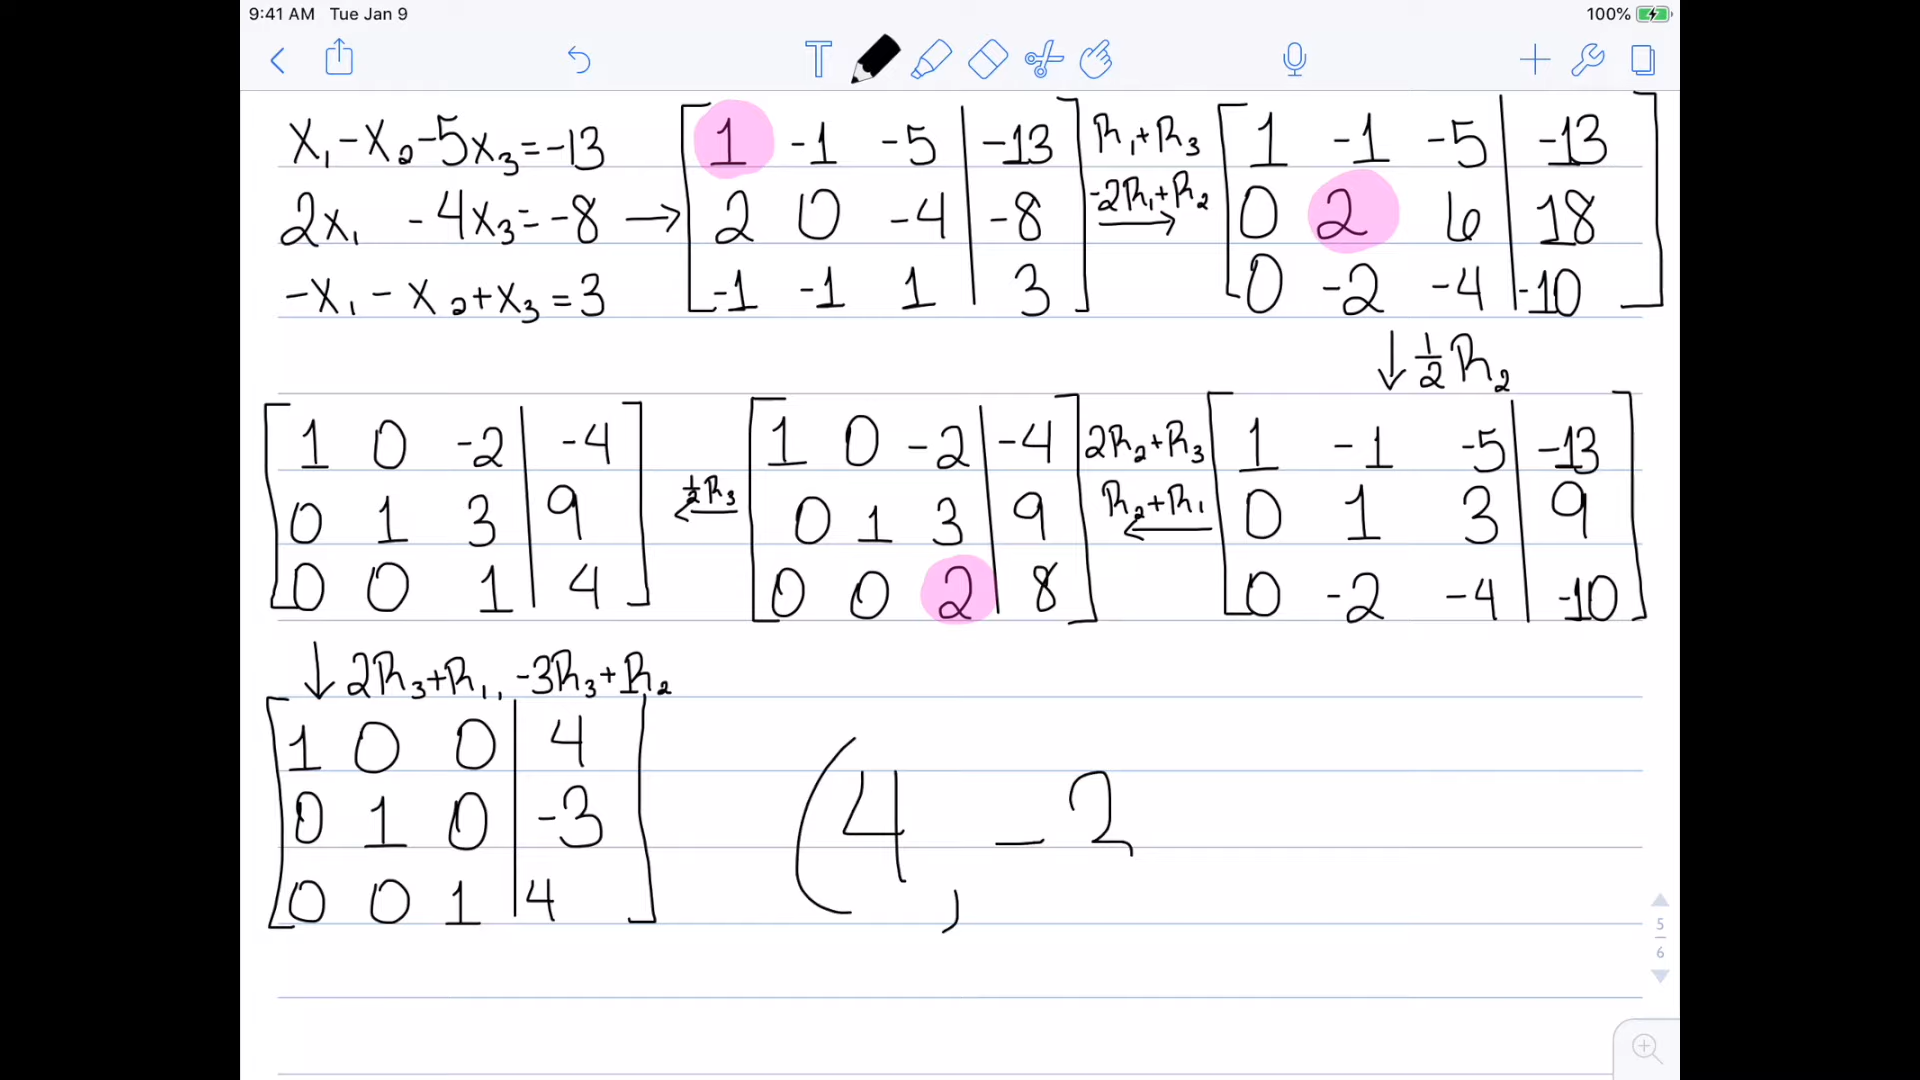 9:41 AM Tue Jan 9 100%
x₁-x₂-5x₃=-13 [1 -1 -5 | -13] R₁+R₃ [1 -1 -5 | -13]
2x₁ -4x₃=-8 → [2 0 -4 | -8] -2R₁+R₂ → [0 2 6 | 18]
-x₁-x₂+x₃=3 [-1 -1 1 | 3] [0 -2 -4 | -10]
↓ ½R₂
[1 0 -2 | -4] [1 0 -2 | -4] 2R₂+R₃ [1 -1 -5 | -13]
[0 1 3 | 9] ½R₃ ← [0 1 3 | 9] R₂+R₁ ← [0 1 3 | 9]
[0 0 1 | 4] [0 0 2 | 8] [0 -2 -4 | -10]
↓ 2R₃+R₁, -3R₃+R₂
[1 0 0 | 4]
[0 1 0 | -3] (4, -2
[0 0 1 | 4]
5
6